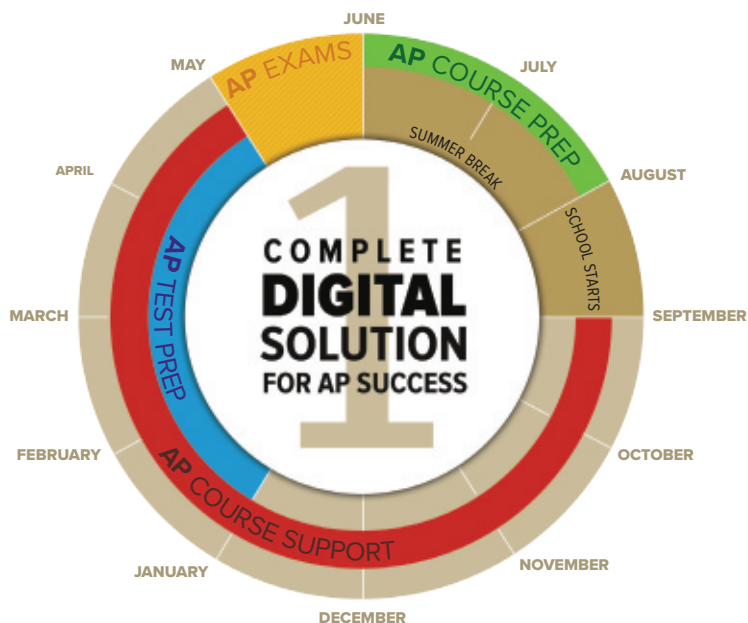 JUNE
MAY
AP EXAMS
AP COURSE PREP
JULY
SUMMER BREAK
APRIL
AUGUST
SCHOOL STARTS
1
COMPLETE
DIGITAL
SOLUTION
FOR AP SUCCESS
AP TEST PREP
MARCH
SEPTEMBER
FEBRUARY
OCTOBER
AP COURSE SUPPORT
JANUARY
NOVEMBER
DECEMBER